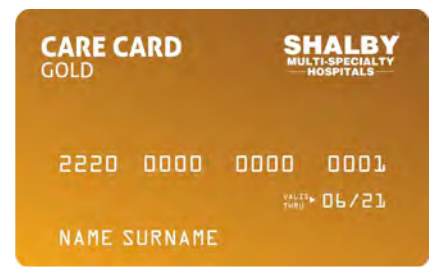 CARE CARD
GOLD
SHALBY
MULTI-SPECIALTY
HOSPITALS
2220 0000 0000 0001
VALID THRU 06/21
NAME SURNAME